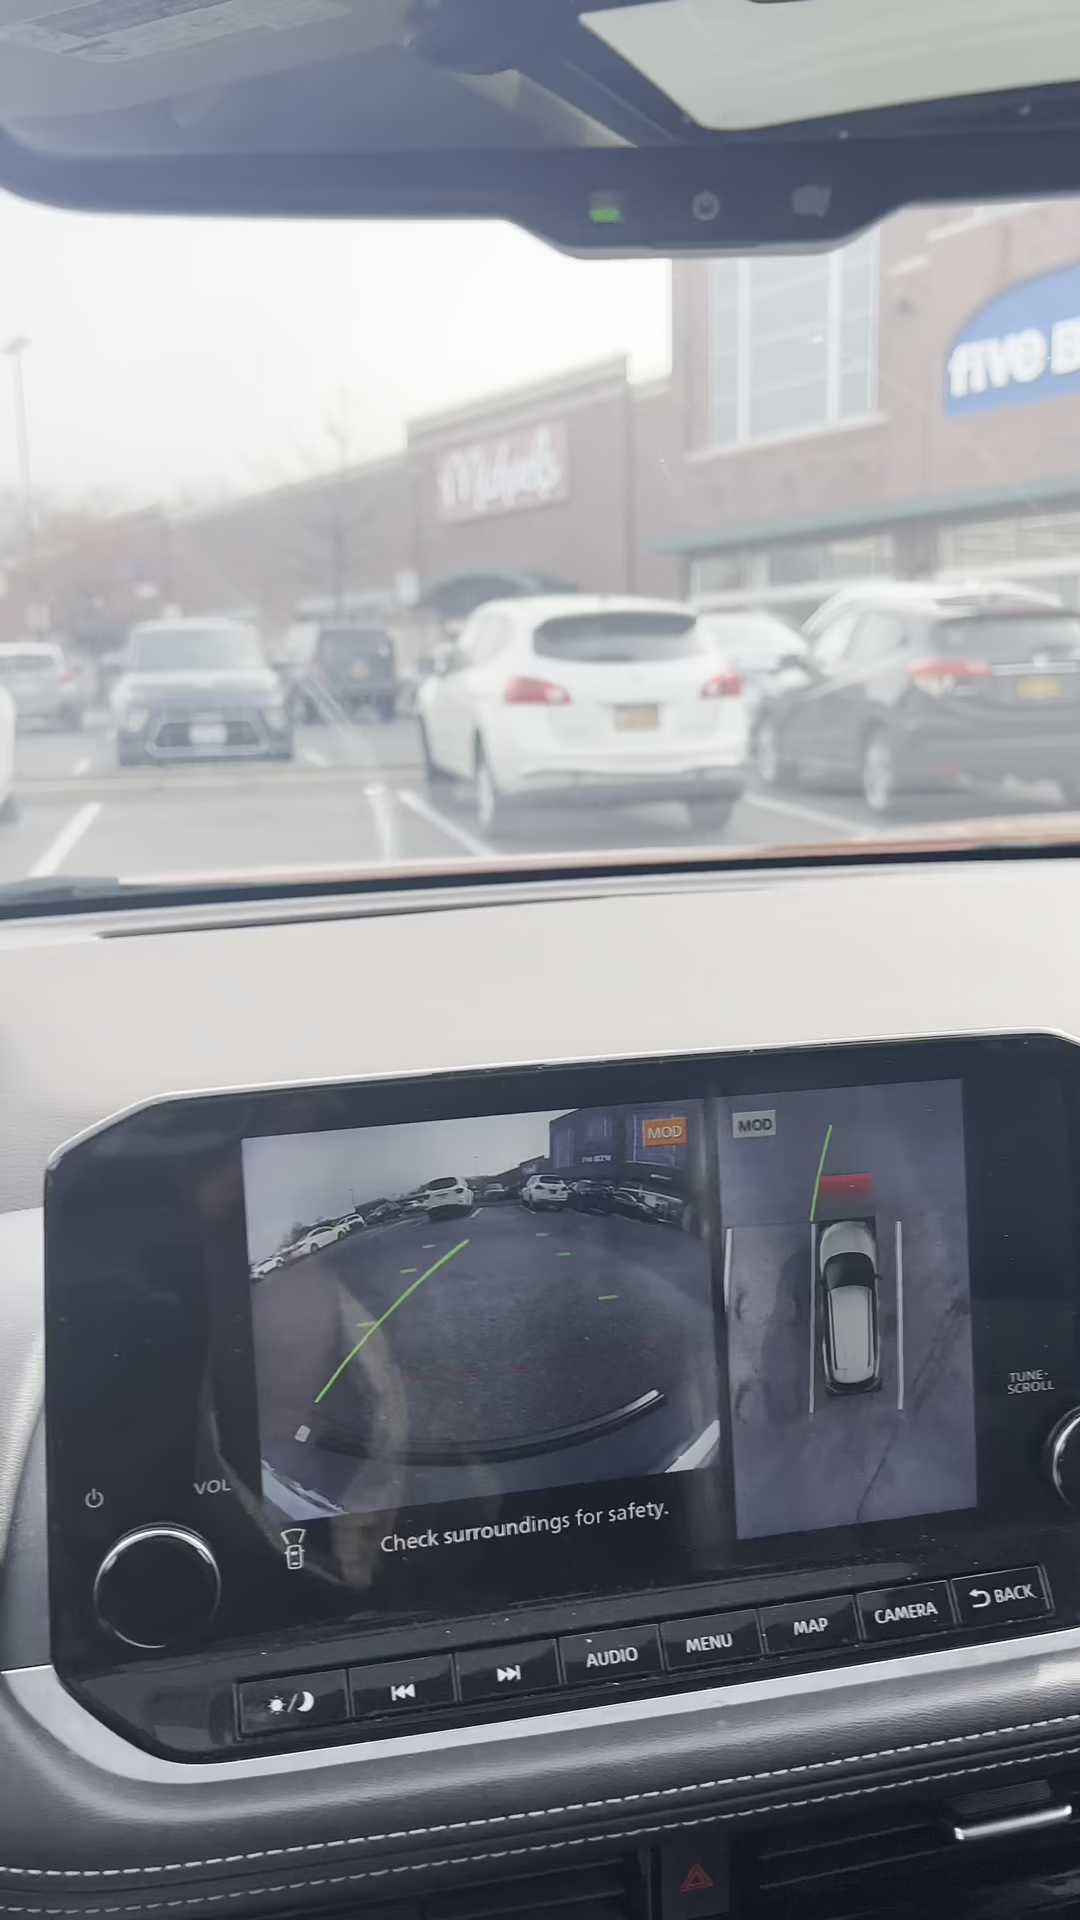 five B
Michaels
MOD
MOD
TUNE·
SCROLL
VOL
Check surroundings for safety.
AUDIO
MENU
MAP
CAMERA
BACK